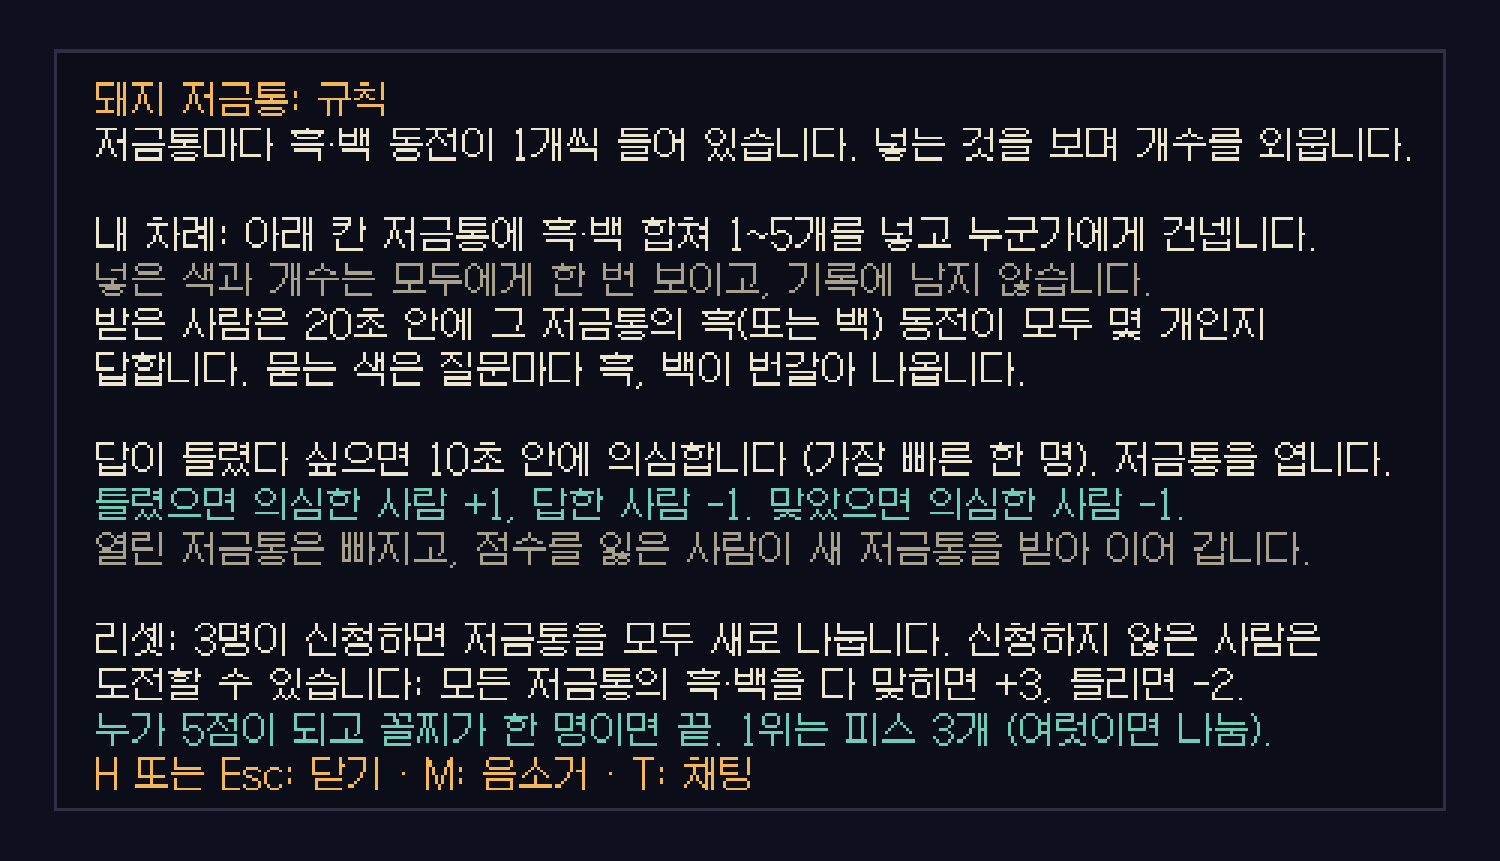 돼지 저금통: 규칙
저금통마다 흑·백 동전이 1개씩 들어 있습니다. 넣는 것을 보며 개수를 외웁니다.
내 차례: 아래 칸 저금통에 흑·백 합쳐 1~5개를 넣고 누군가에게 건넵니다.
넣은 색과 개수는 모두에게 한 번 보이고, 기록에 남지 않습니다.
받은 사람은 20초 안에 그 저금통의 흑(또는 백) 동전이 모두 몇 개인지
답합니다. 묻는 색은 질문마다 흑, 백이 번갈아 나옵니다.
답이 틀렸다 싶으면 10초 안에 의심합니다 (가장 빠른 한 명). 저금통을 엽니다.
틀렸으면 의심한 사람 +1, 답한 사람 -1. 맞았으면 의심한 사람 -1.
열린 저금통은 빠지고, 점수를 잃은 사람이 새 저금통을 받아 이어 갑니다.
리셋: 3명이 신청하면 저금통을 모두 새로 나눕니다. 신청하지 않은 사람은
도전할 수 있습니다: 모든 저금통의 흑·백을 다 맞히면 +3, 틀리면 -2.
누가 5점이 되고 꼴찌가 한 명이면 끝. 1위는 피스 3개 (여럿이면 나눔).
H 또는 Esc: 닫기 · M: 음소거 · T: 채팅